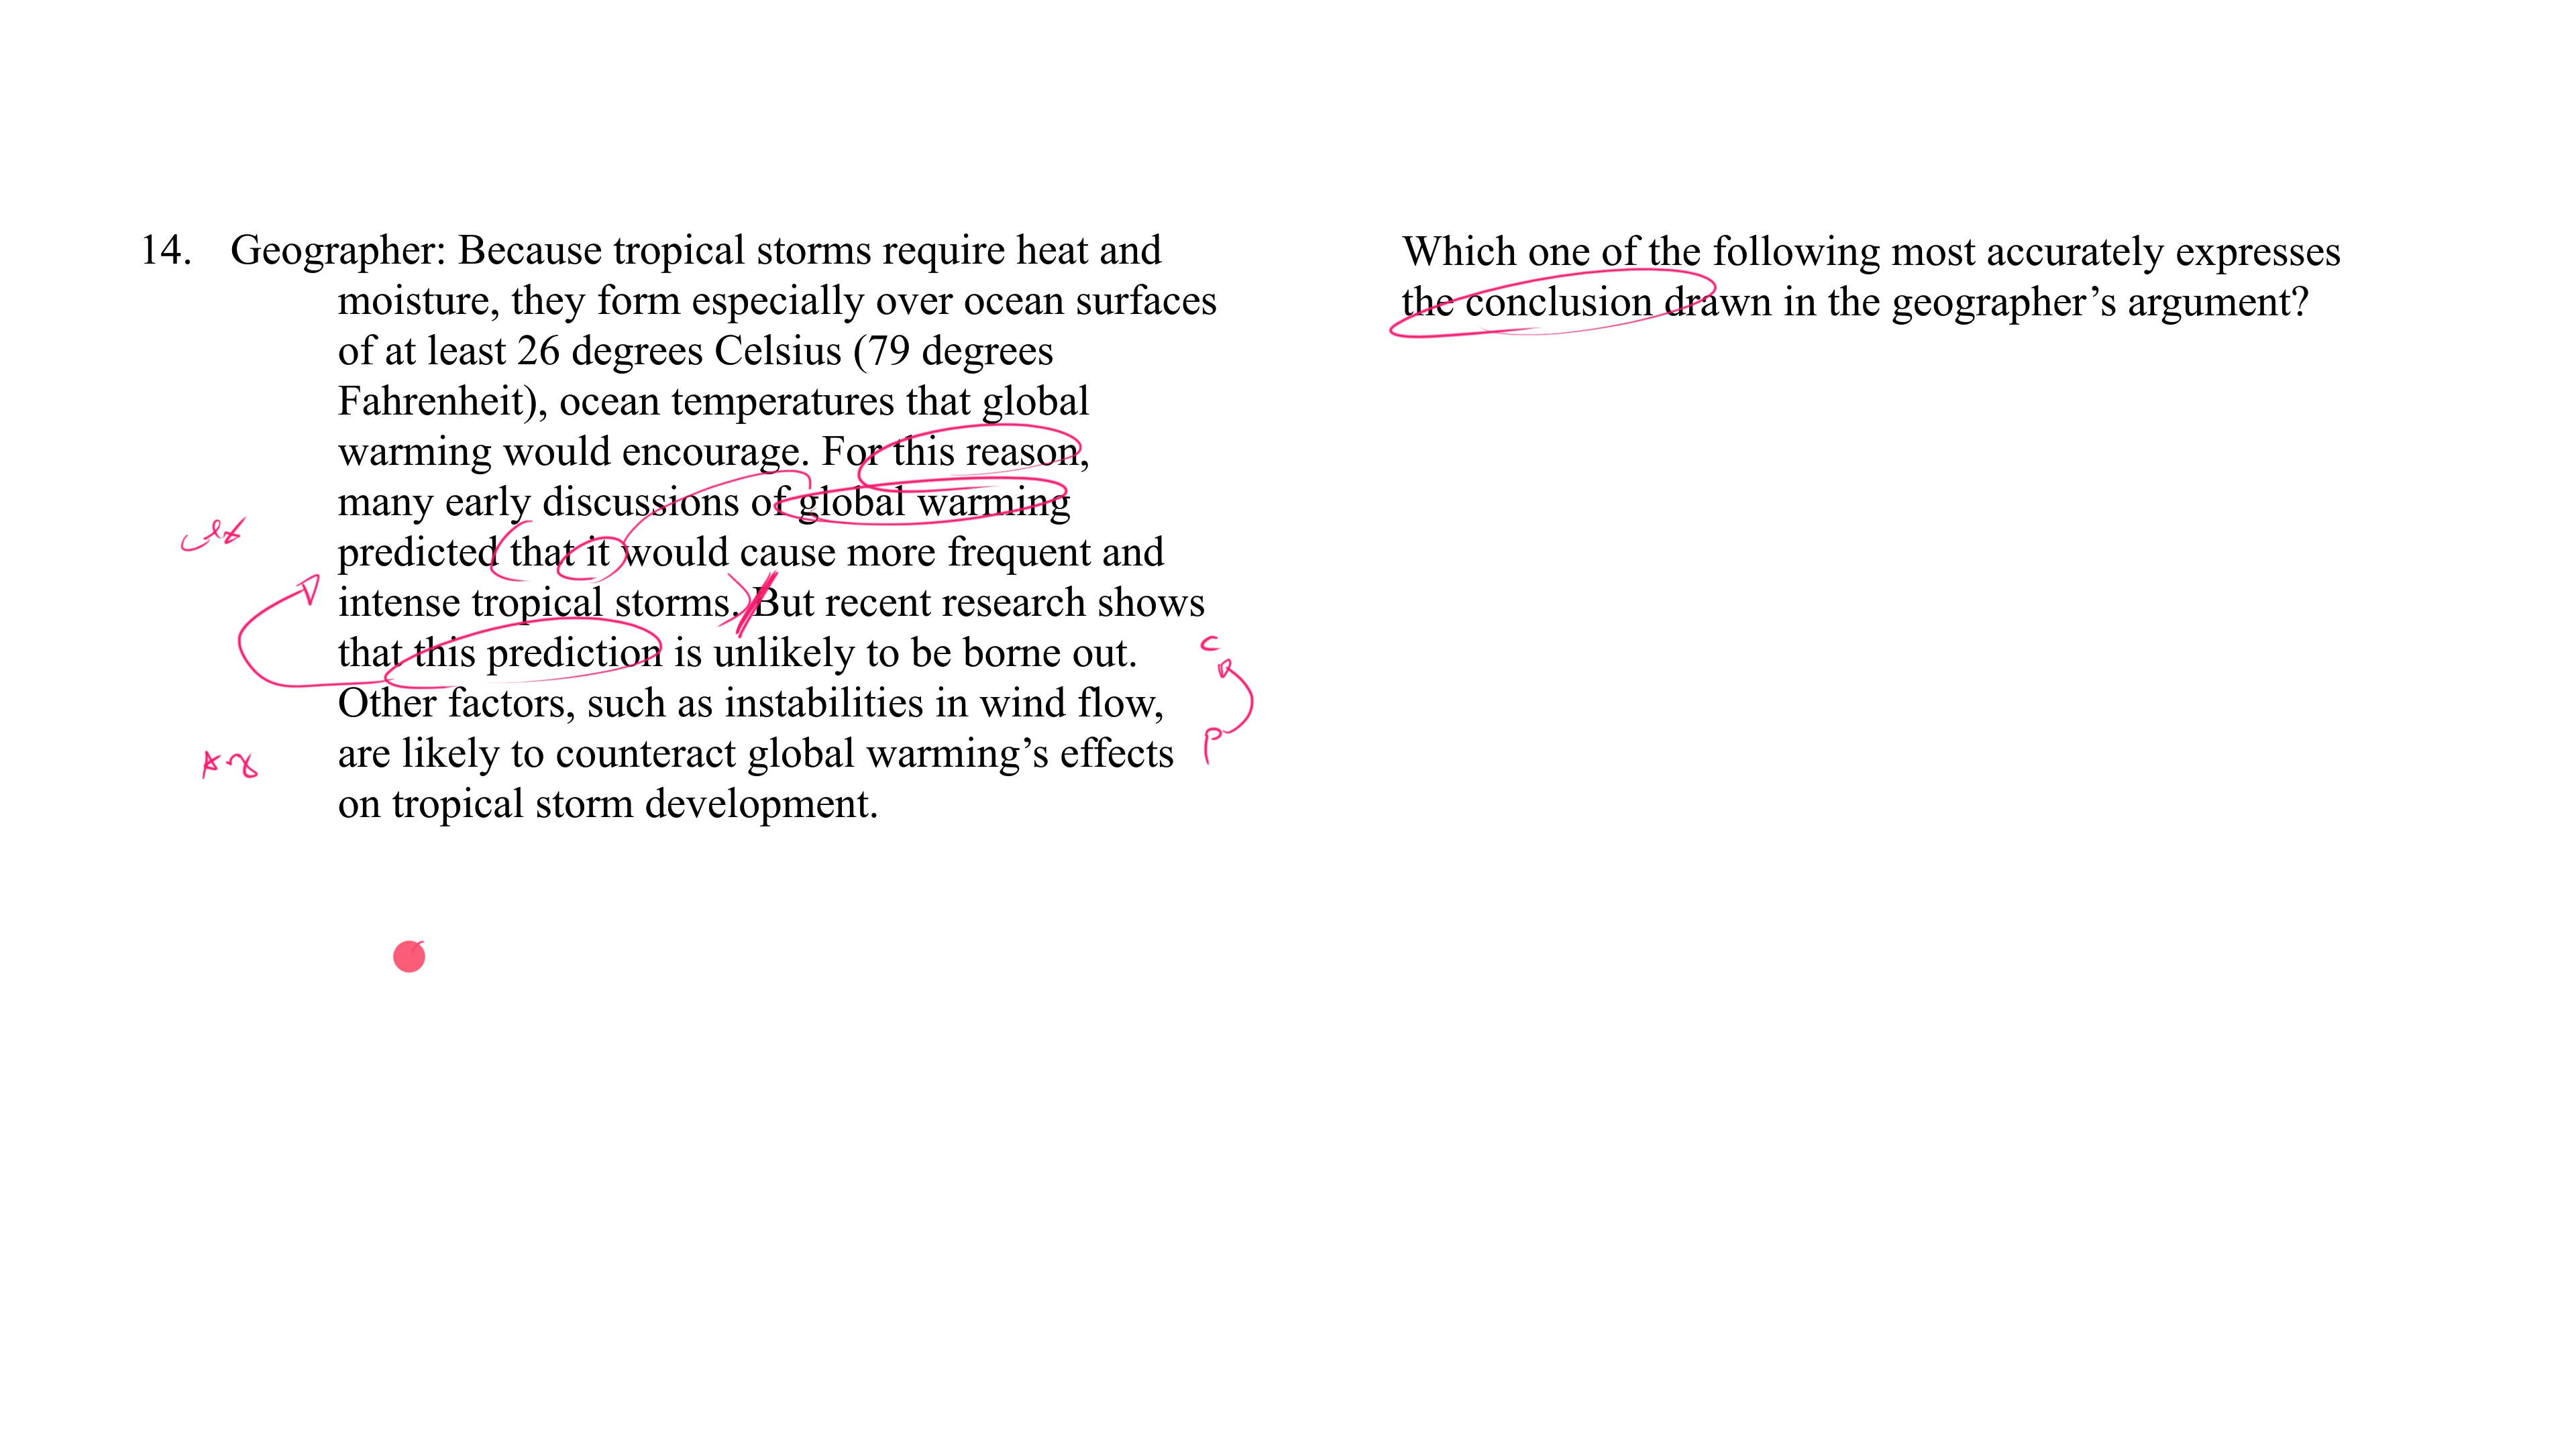 14. Geographer: Because tropical storms require heat and
moisture, they form especially over ocean surfaces
of at least 26 degrees Celsius (79 degrees
Fahrenheit), ocean temperatures that global
warming would encourage. For this reason,
many early discussions of global warming
predicted that it would cause more frequent and
intense tropical storms. But recent research shows
that this prediction is unlikely to be borne out.
Other factors, such as instabilities in wind flow,
are likely to counteract global warming’s effects
on tropical storm development.
C
P
Which one of the following most accurately expresses
the conclusion drawn in the geographer’s argument?